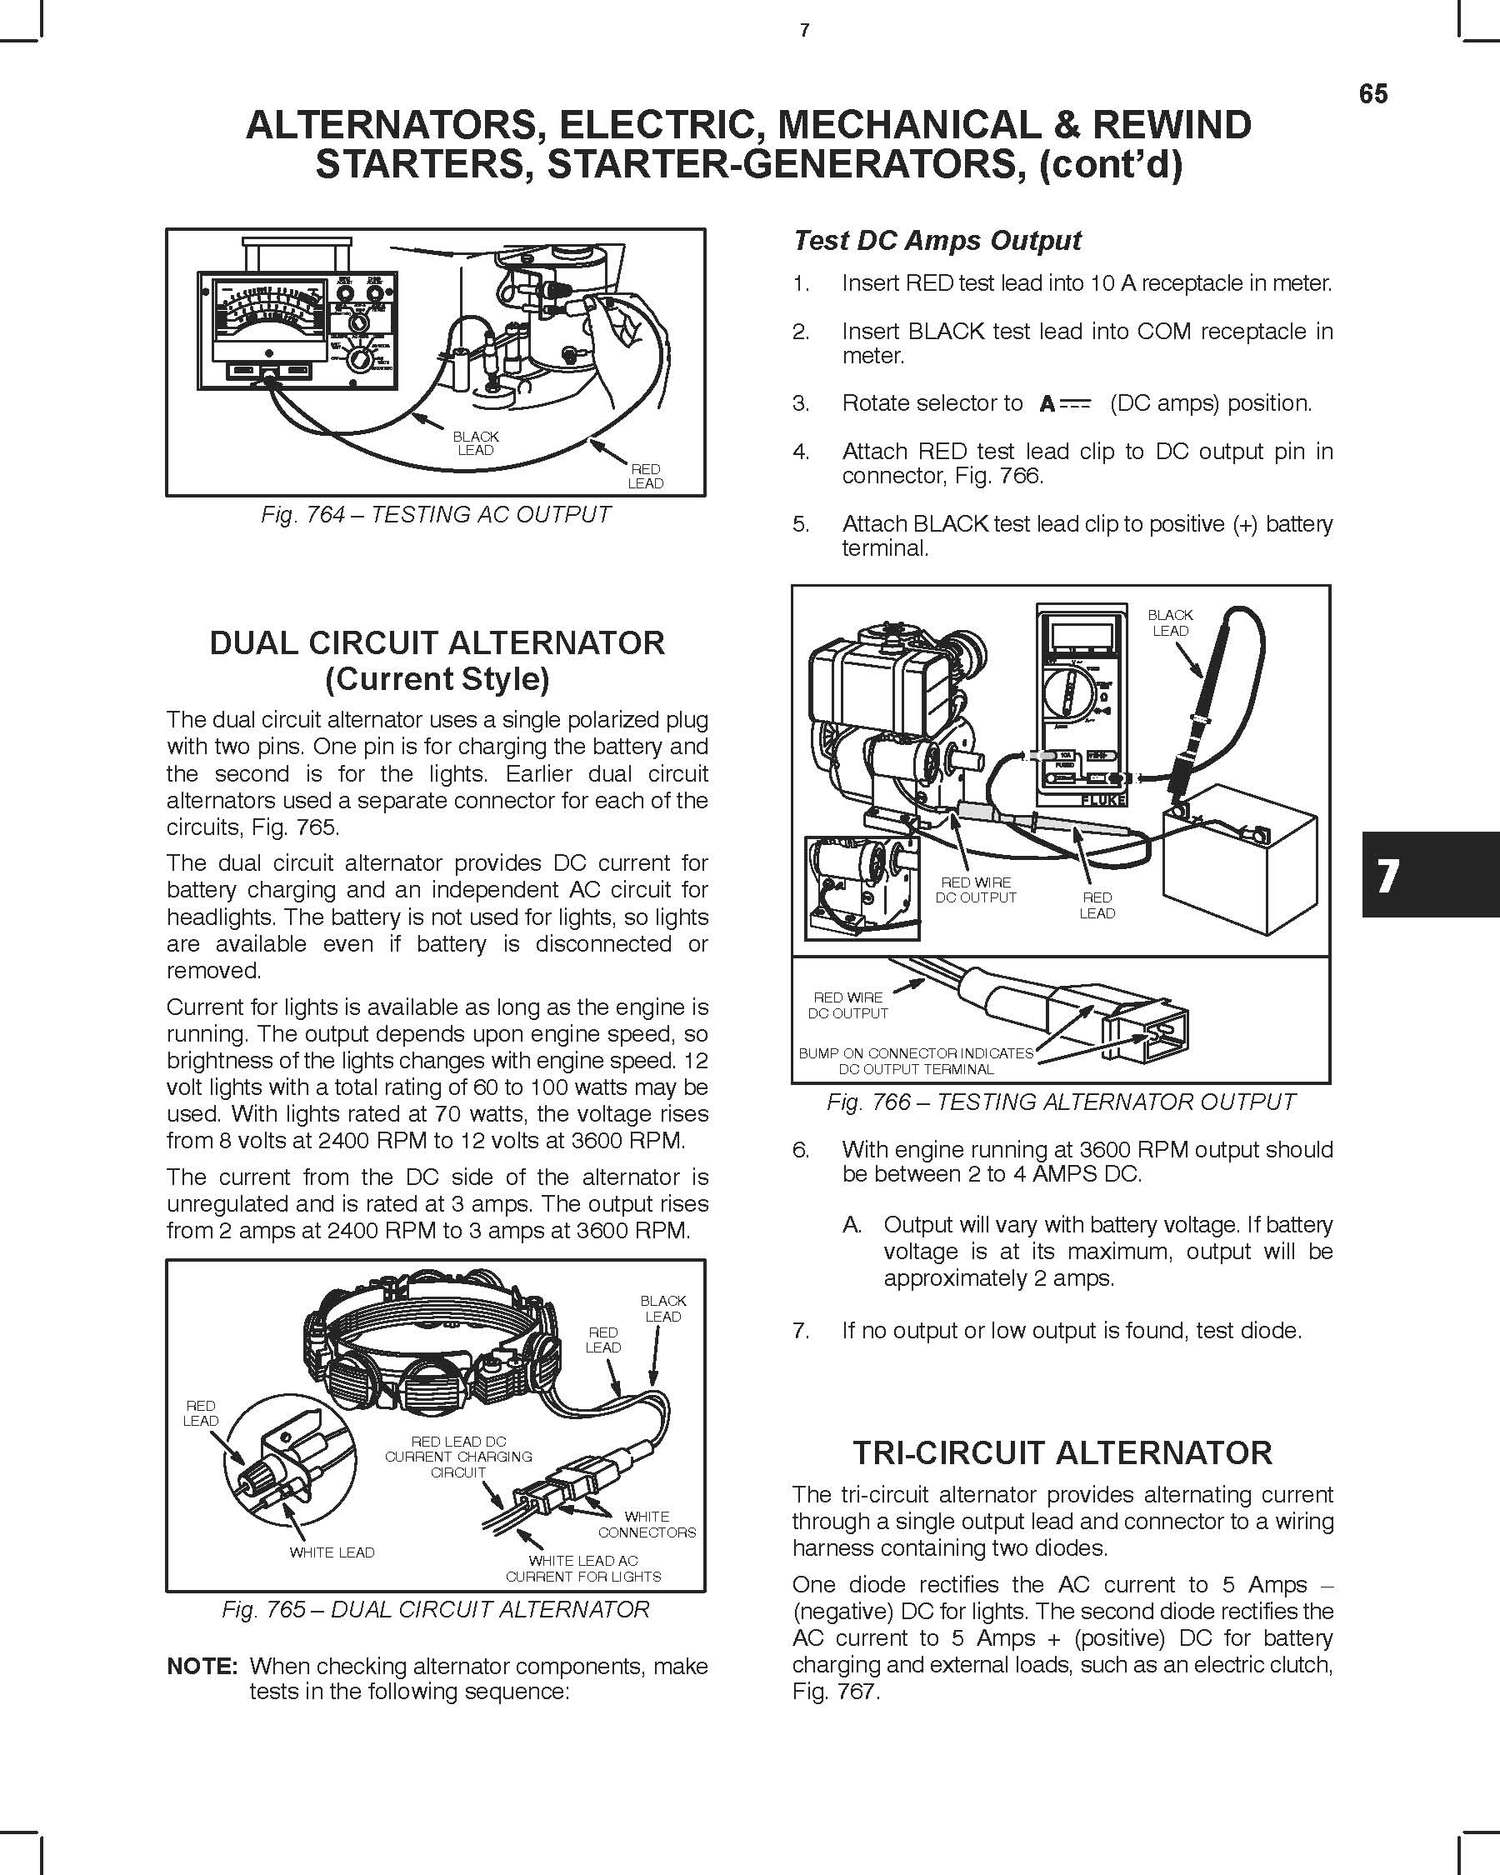 7
65
ALTERNATORS, ELECTRIC, MECHANICAL & REWIND
STARTERS, STARTER-GENERATORS, (cont’d)
BLACK
LEAD
RED
LEAD
Fig. 764 – TESTING AC OUTPUT
DUAL CIRCUIT ALTERNATOR
(Current Style)
The dual circuit alternator uses a single polarized plug
with two pins. One pin is for charging the battery and
the second is for the lights. Earlier dual circuit
alternators used a separate connector for each of the
circuits, Fig. 765.
The dual circuit alternator provides DC current for
battery charging and an independent AC circuit for
headlights. The battery is not used for lights, so lights
are available even if battery is disconnected or
removed.
Current for lights is available as long as the engine is
running. The output depends upon engine speed, so
brightness of the lights changes with engine speed. 12
volt lights with a total rating of 60 to 100 watts may be
used. With lights rated at 70 watts, the voltage rises
from 8 volts at 2400 RPM to 12 volts at 3600 RPM.
The current from the DC side of the alternator is
unregulated and is rated at 3 amps. The output rises
from 2 amps at 2400 RPM to 3 amps at 3600 RPM.
BLACK
LEAD
RED
LEAD
RED
LEAD
RED LEAD DC
CURRENT CHARGING
CIRCUIT
WHITE
CONNECTORS
WHITE LEAD
WHITE LEAD AC
CURRENT FOR LIGHTS
Fig. 765 – DUAL CIRCUIT ALTERNATOR
NOTE: When checking alternator components, make
tests in the following sequence:
Test DC Amps Output
1. Insert RED test lead into 10 A receptacle in meter.
2. Insert BLACK test lead into COM receptacle in
meter.
3. Rotate selector to A (DC amps) position.
4. Attach RED test lead clip to DC output pin in
connector, Fig. 766.
5. Attach BLACK test lead clip to positive (+) battery
terminal.
BLACK
LEAD
FLUKE
RED WIRE
DC OUTPUT
RED
LEAD
RED WIRE
DC OUTPUT
BUMP ON CONNECTOR INDICATES
DC OUTPUT TERMINAL
Fig. 766 – TESTING ALTERNATOR OUTPUT
6. With engine running at 3600 RPM output should
be between 2 to 4 AMPS DC.
A. Output will vary with battery voltage. If battery
voltage is at its maximum, output will be
approximately 2 amps.
7. If no output or low output is found, test diode.
7
TRI-CIRCUIT ALTERNATOR
The tri-circuit alternator provides alternating current
through a single output lead and connector to a wiring
harness containing two diodes.
One diode rectifies the AC current to 5 Amps –
(negative) DC for lights. The second diode rectifies the
AC current to 5 Amps + (positive) DC for battery
charging and external loads, such as an electric clutch,
Fig. 767.